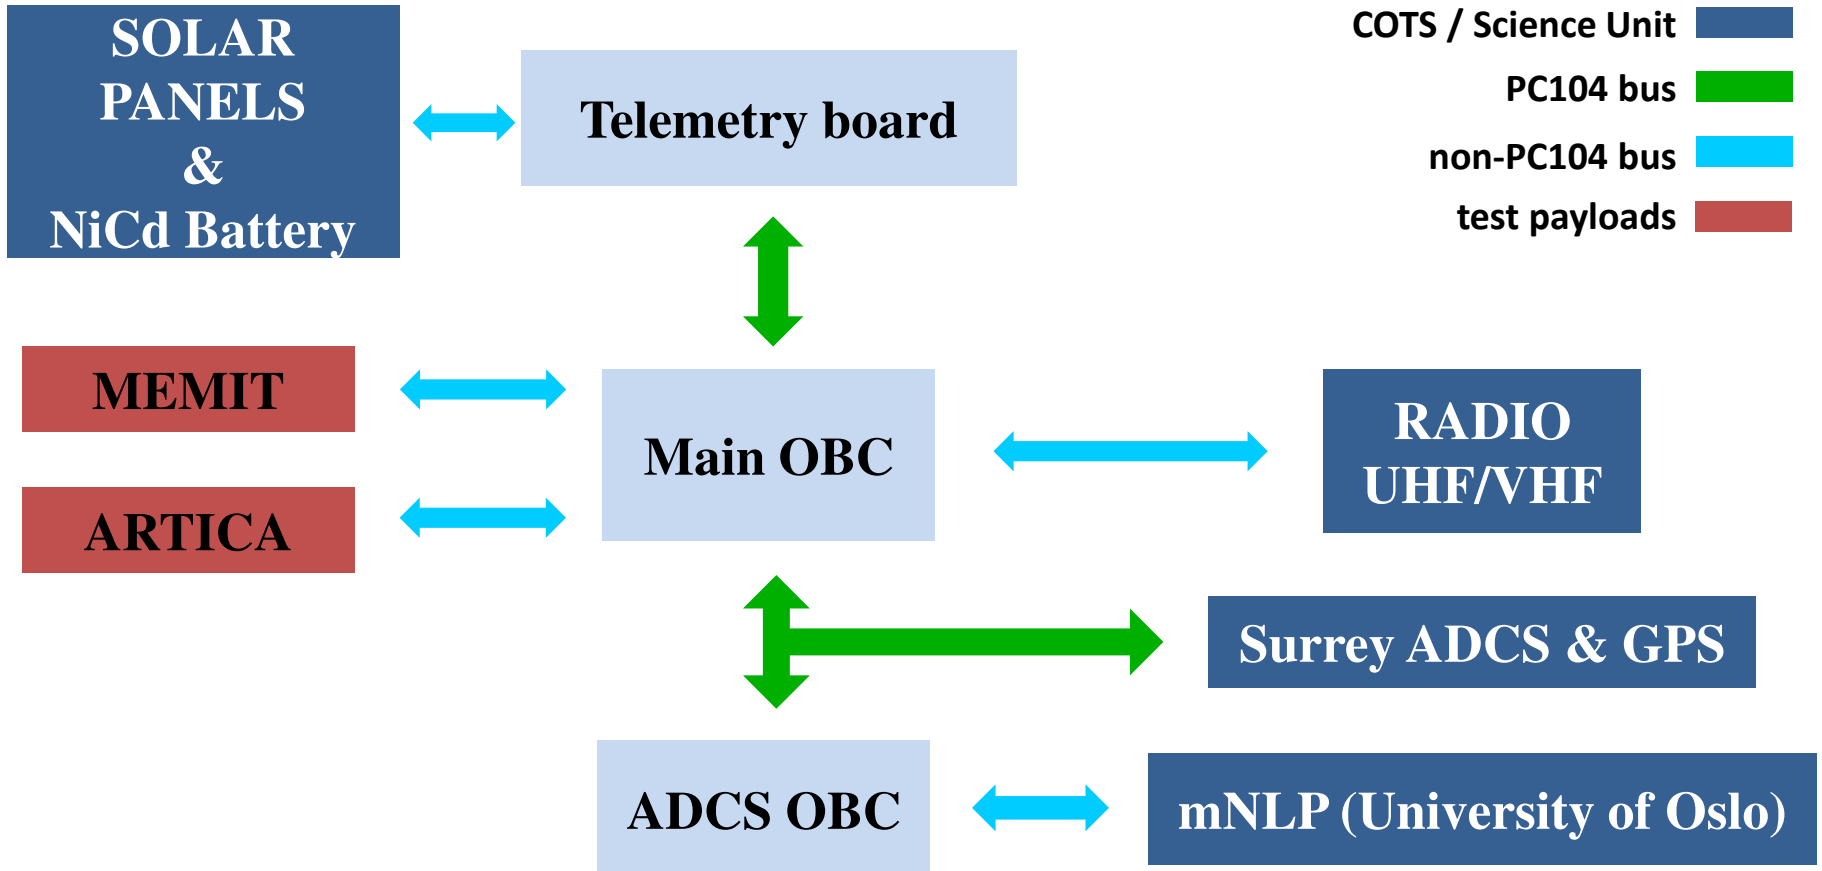 SOLAR
PANELS
&
NiCd Battery
Telemetry board
COTS / Science Unit
PC104 bus
non-PC104 bus
test payloads
MEMIT
ARTICA
Main OBC
RADIO
UHF/VHF
Surrey ADCS & GPS
ADCS OBC
mNLP (University of Oslo)